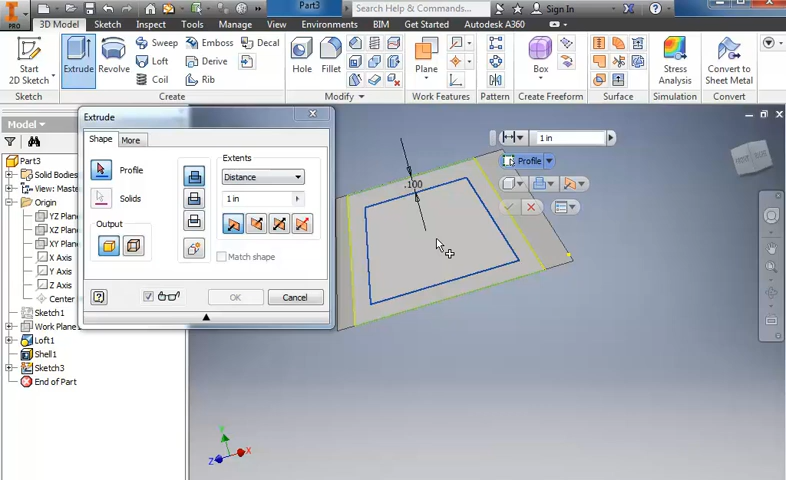 PRO
Part3
Search Help & Commands...
Sign In
3D Model Sketch Inspect Tools Manage View Environments BIM Get Started Autodesk A360
Start
2D Sketch
Extrude
Revolve
Sweep
Loft
Coil
Emboss
Derive
Rib
Decal
Hole
Fillet
Plane
Box
Stress
Analysis
Convert to
Sheet Metal
Sketch
Create
Modify
Work Features
Pattern
Create Freeform
Surface
Simulation
Convert
Model
Part3
Solid Bodies
View: Mast
Origin
YZ Plane
XZ Plane
XY Plane
X Axis
Y Axis
Z Axis
Center
Sketch1
Work Plane
Loft1
Shell1
Sketch3
End of Part
Extrude
Shape
More
Profile
Solids
Output
Extents
Distance
1 in
Match shape
OK
Cancel
1 in
Profile
.100
Y
X
Z